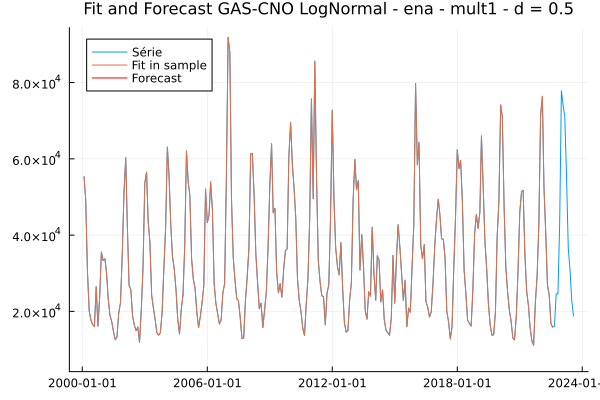 Fit and Forecast GAS-CNO LogNormal - ena - mult1 - d = 0.5
Série
Fit in sample
Forecast
8.0×10⁴
6.0×10⁴
4.0×10⁴
2.0×10⁴
2000-01-01 2006-01-01 2012-01-01 2018-01-01 2024-01-